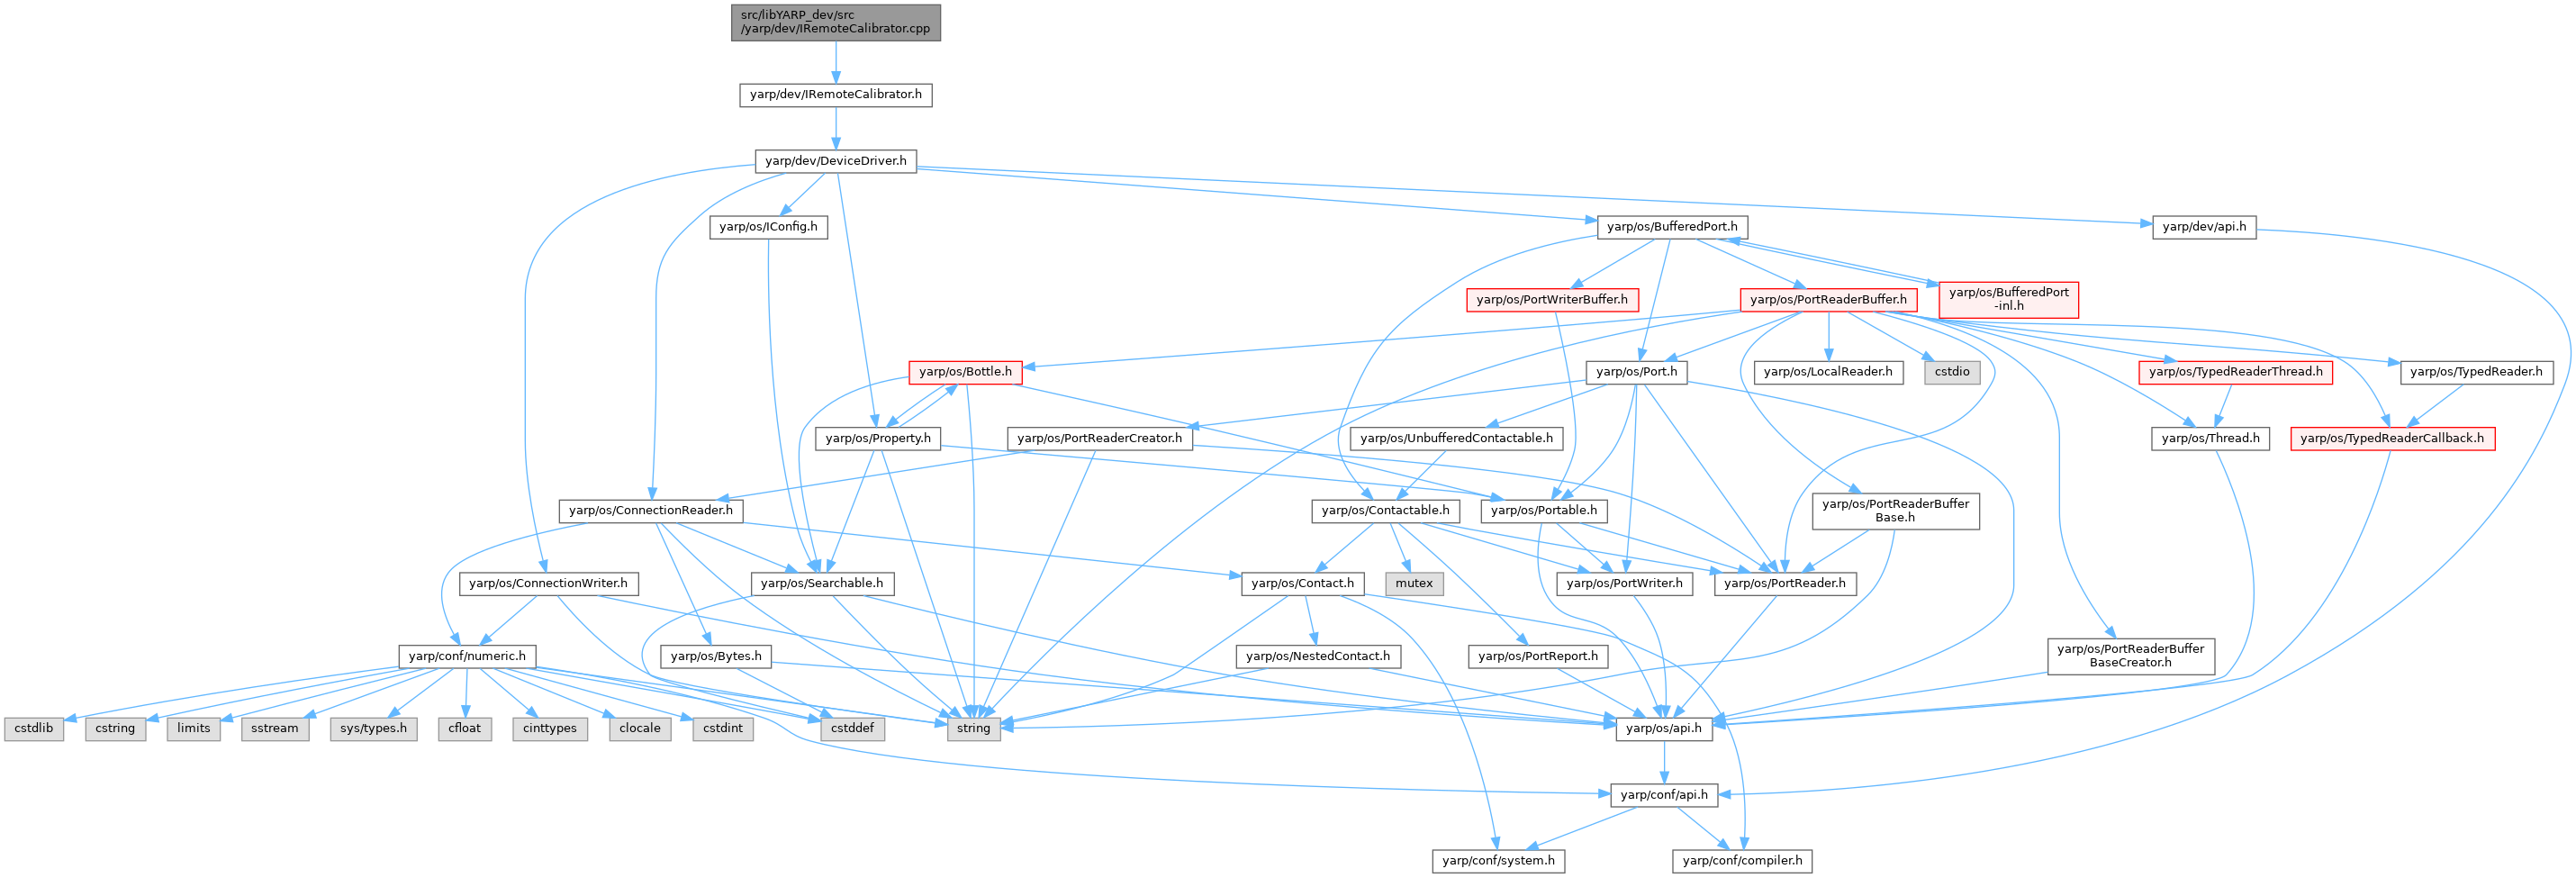 src/libYARP_dev/src
/yarp/dev/IRemoteCalibrator.cpp
yarp/dev/IRemoteCalibrator.h
yarp/dev/DeviceDriver.h
yarp/os/IConfig.h
yarp/os/BufferedPort.h
yarp/dev/api.h
yarp/os/PortWriterBuffer.h
yarp/os/PortReaderBuffer.h
yarp/os/BufferedPort
-inl.h
yarp/os/Bottle.h
yarp/os/Port.h
yarp/os/LocalReader.h
cstdio
yarp/os/TypedReaderThread.h
yarp/os/TypedReader.h
yarp/os/Property.h
yarp/os/PortReaderCreator.h
yarp/os/UnbufferedContactable.h
yarp/os/Thread.h
yarp/os/TypedReaderCallback.h
yarp/os/ConnectionReader.h
yarp/os/Contactable.h
yarp/os/Portable.h
yarp/os/PortReaderBuffer
Base.h
yarp/os/ConnectionWriter.h
yarp/os/Searchable.h
yarp/os/Contact.h
mutex
yarp/os/PortWriter.h
yarp/os/PortReader.h
yarp/conf/numeric.h
yarp/os/Bytes.h
yarp/os/NestedContact.h
yarp/os/PortReport.h
yarp/os/PortReaderBuffer
BaseCreator.h
cstdlib
cstring
limits
sstream
sys/types.h
cfloat
cinttypes
clocale
cstdint
cstddef
string
yarp/os/api.h
yarp/conf/api.h
yarp/conf/system.h
yarp/conf/compiler.h